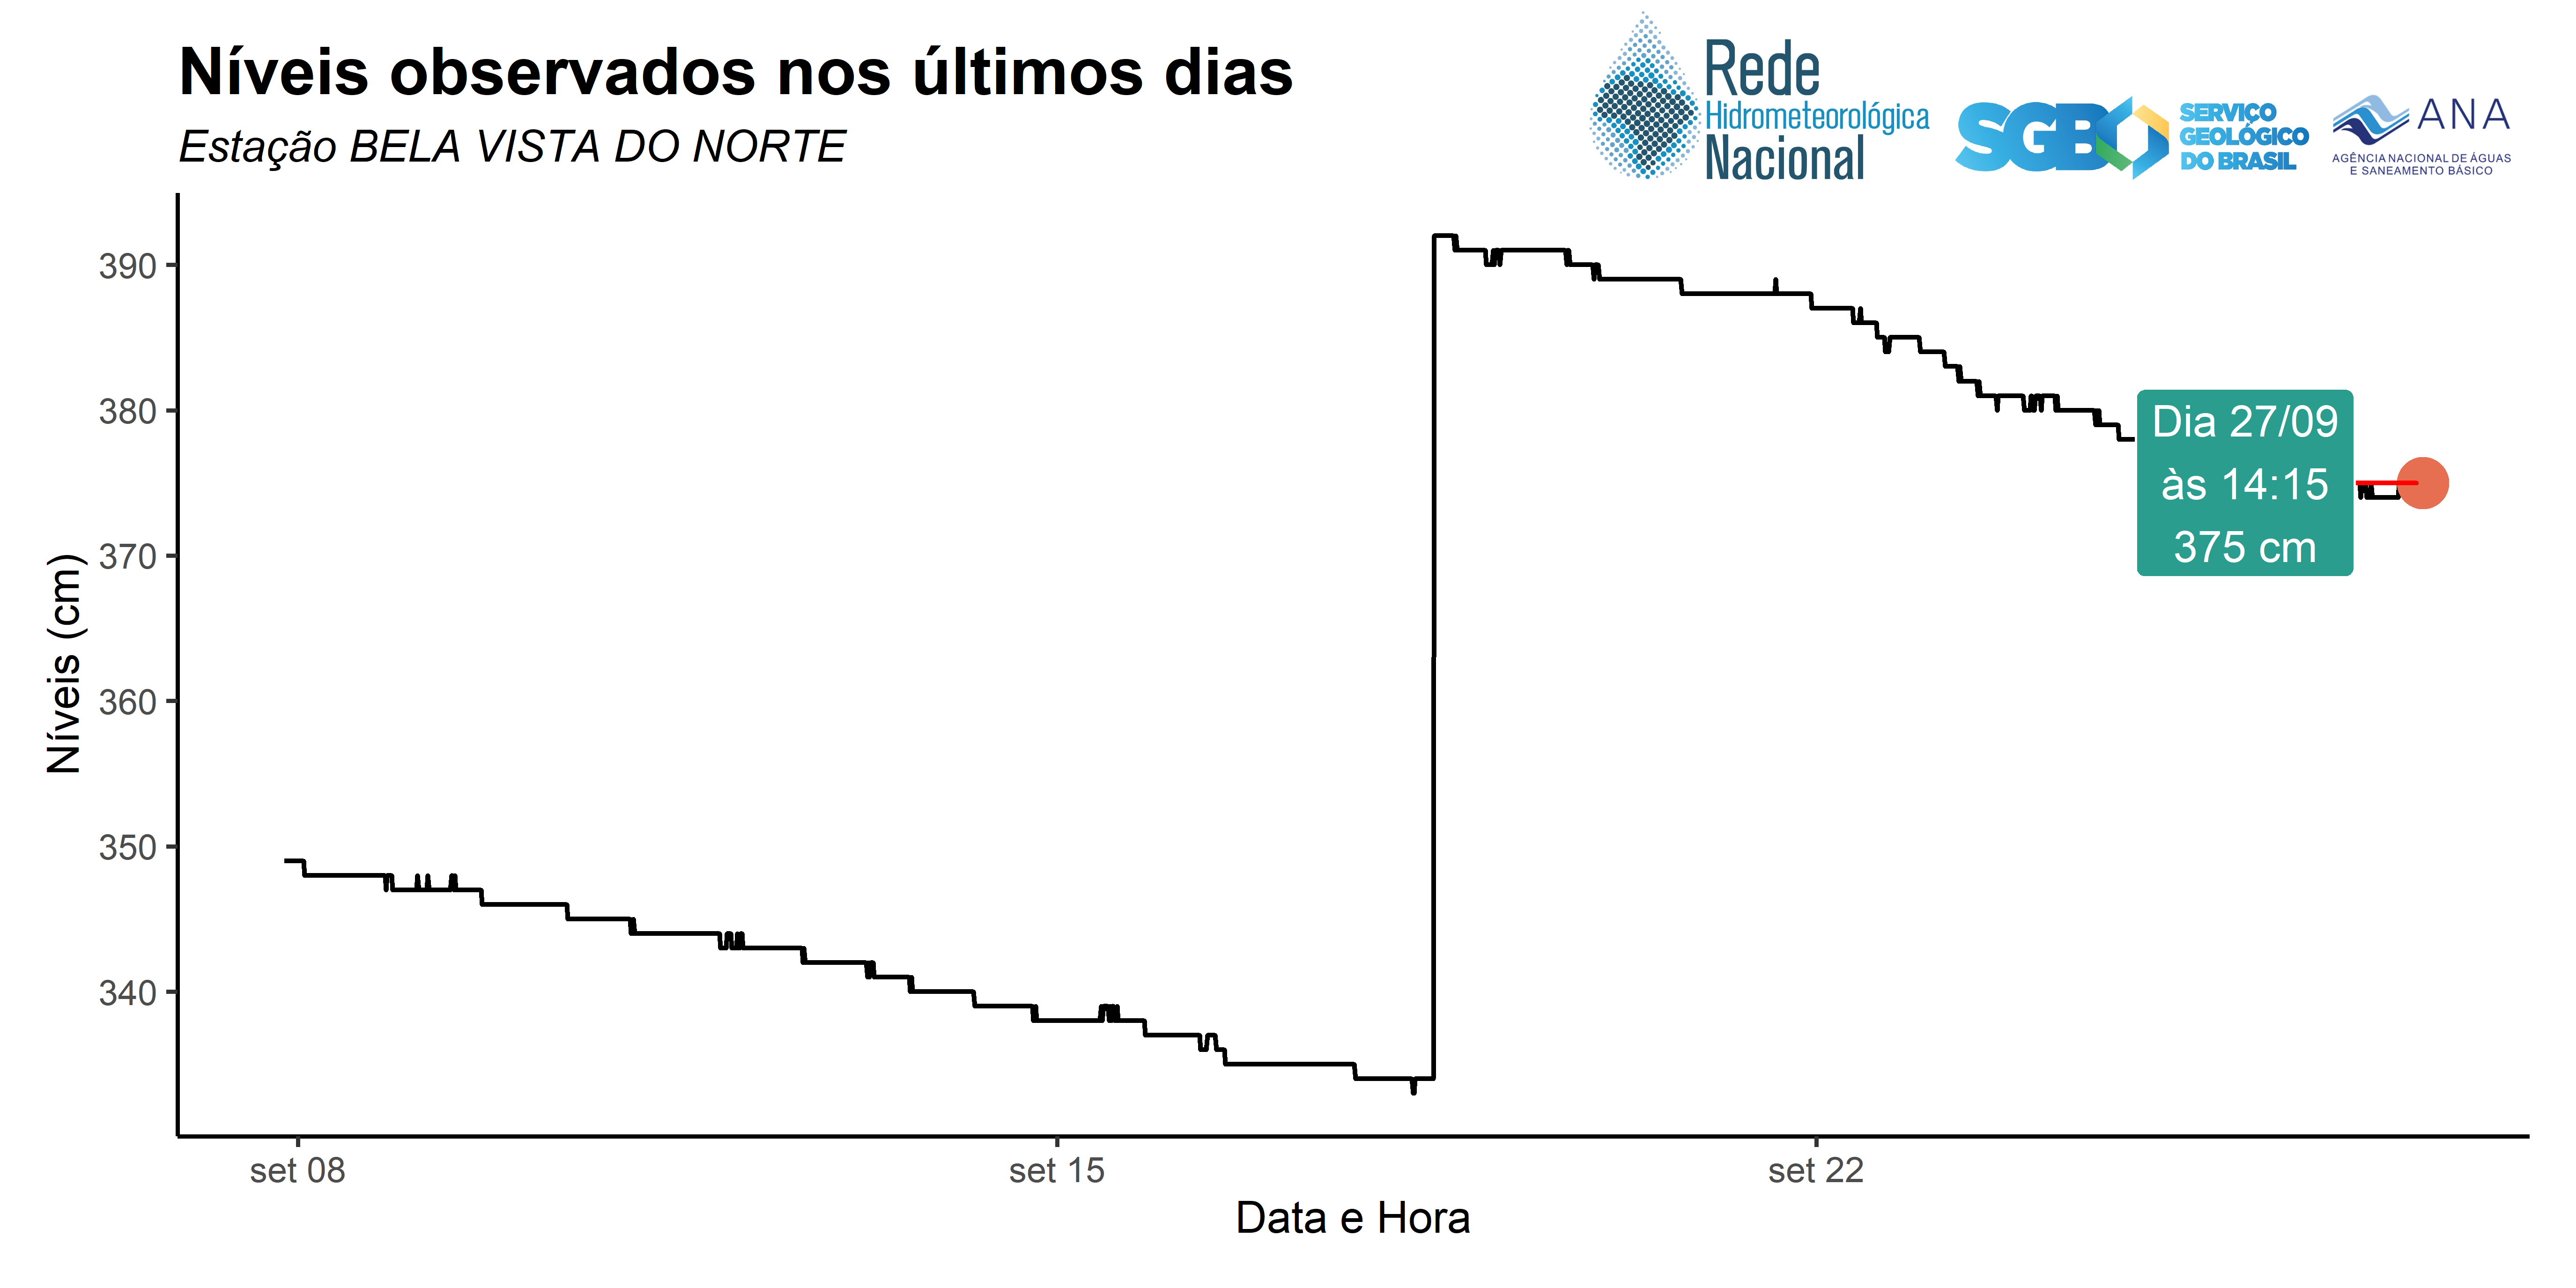 Níveis observados nos últimos dias
Estação BELA VISTA DO NORTE
Rede
Hidrometeorológica
Nacional
SGB
SERVIÇO
GEOLÓGICO
DO BRASIL
ANA
AGÊNCIA NACIONAL DE ÁGUAS
E SANEAMENTO BÁSICO
Níveis (cm)
390
380
370
360
350
340
Dia 27/09
às 14:15
375 cm
set 08
set 15
set 22
Data e Hora